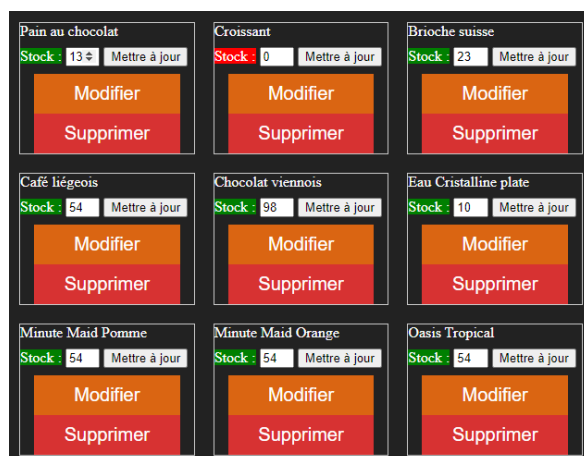 Pain au chocolat
Stock : 13 Mettre à jour
Modifier
Supprimer
Croissant
Stock : 0 Mettre à jour
Modifier
Supprimer
Brioche suisse
Stock : 23 Mettre à jour
Modifier
Supprimer
Café liégeois
Stock : 54 Mettre à jour
Modifier
Supprimer
Chocolat viennois
Stock : 98 Mettre à jour
Modifier
Supprimer
Eau Cristalline plate
Stock : 10 Mettre à jour
Modifier
Supprimer
Minute Maid Pomme
Stock : 54 Mettre à jour
Modifier
Supprimer
Minute Maid Orange
Stock : 54 Mettre à jour
Modifier
Supprimer
Oasis Tropical
Stock : 54 Mettre à jour
Modifier
Supprimer